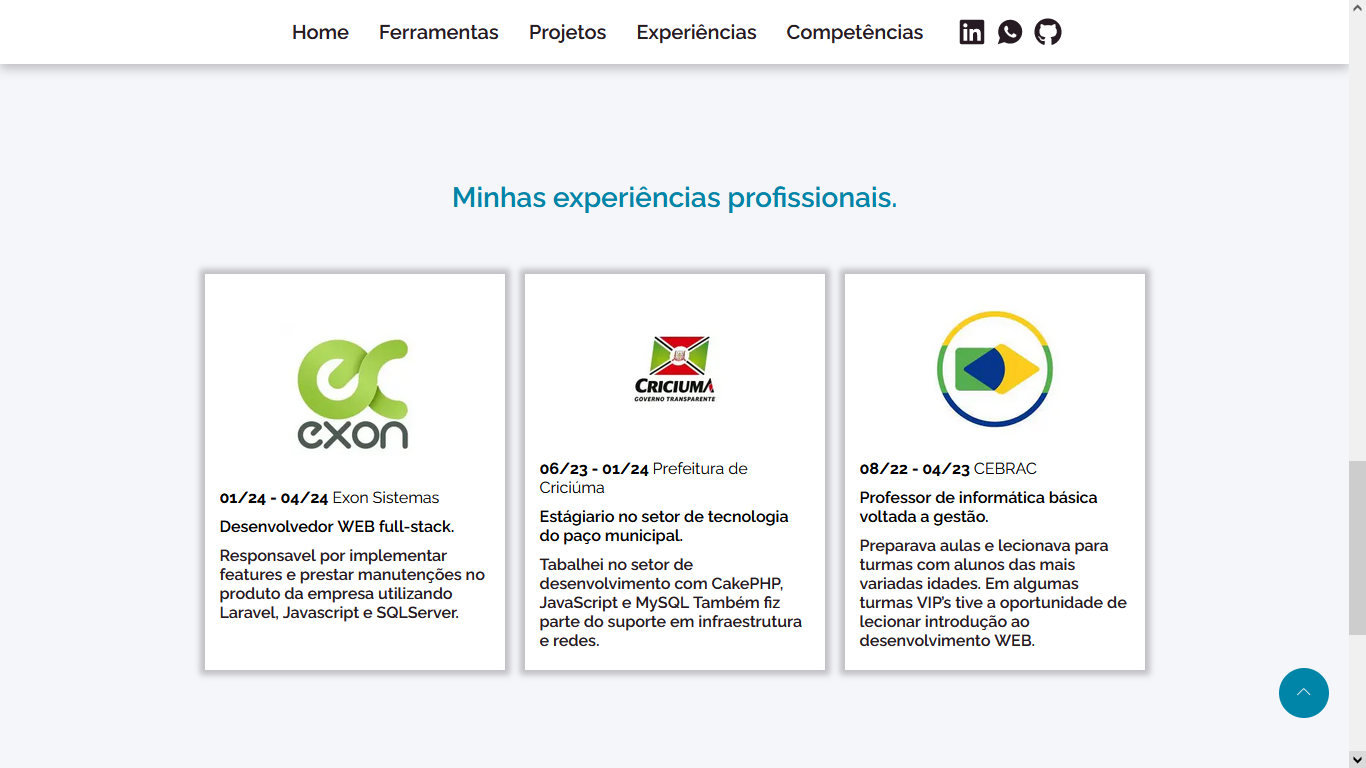 Home Ferramentas Projetos Experiências Competências
Minhas experiências profissionais.
exon
01/24 - 04/24 Exon Sistemas
Desenvolvedor WEB full-stack.
Responsavel por implementar
features e prestar manutenções no
produto da empresa utilizando
Laravel, Javascript e SQLServer.
CRICIUMA
GOVERNO TRANSPARENTE
06/23 - 01/24 Prefeitura de
Criciúma
Estágiario no setor de tecnologia
do paço municipal.
Tabalhei no setor de
desenvolvimento com CakePHP,
JavaScript e MySQL Também fiz
parte do suporte em infraestrutura
e redes.
08/22 - 04/23 CEBRAC
Professor de informática básica
voltada a gestão.
Preparava aulas e lecionava para
turmas com alunos das mais
variadas idades. Em algumas
turmas VIP's tive a oportunidade de
lecionar introdução ao
desenvolvimento WEB.